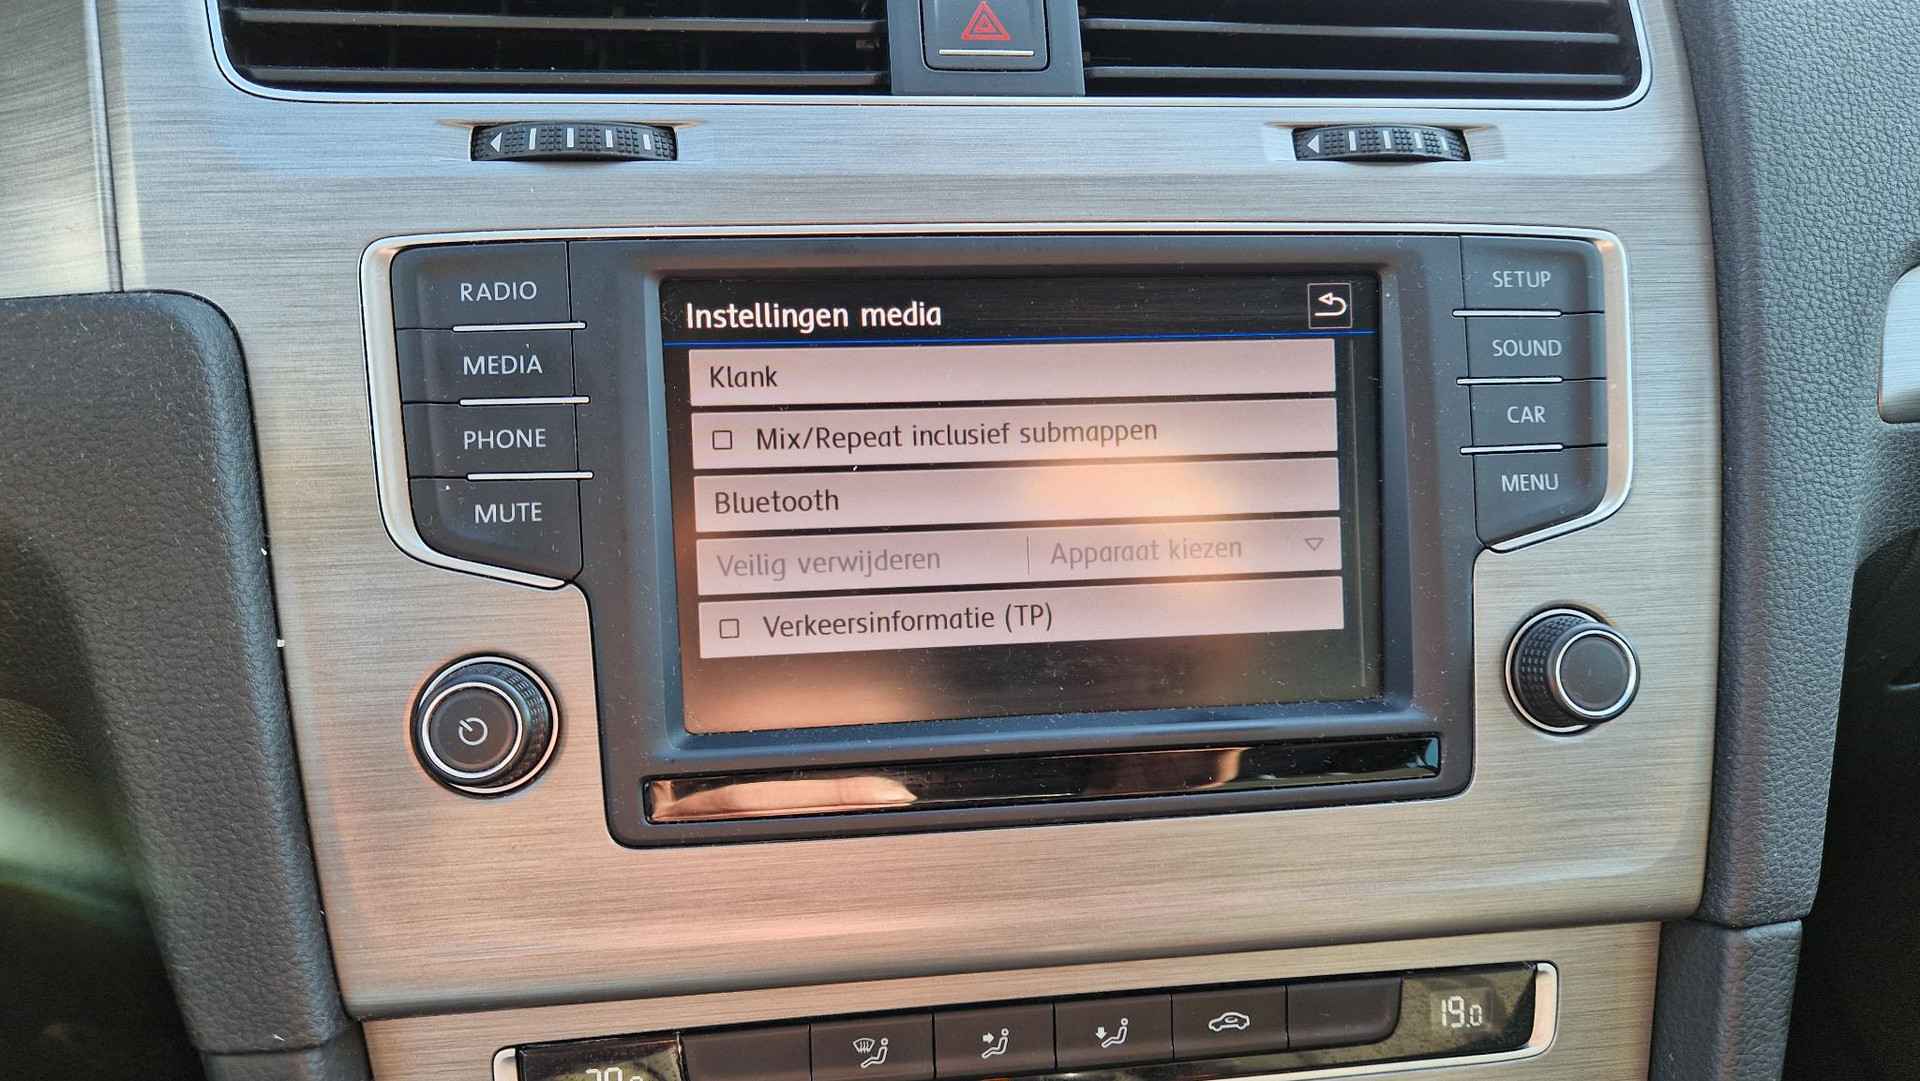 RADIO
MEDIA
PHONE
MUTE
Instellingen media
Klank
Mix/Repeat inclusief submappen
Bluetooth
Veilig verwijderen Apparaat kiezen
Verkeersinformatie (TP)
SETUP
SOUND
CAR
MENU
19.0